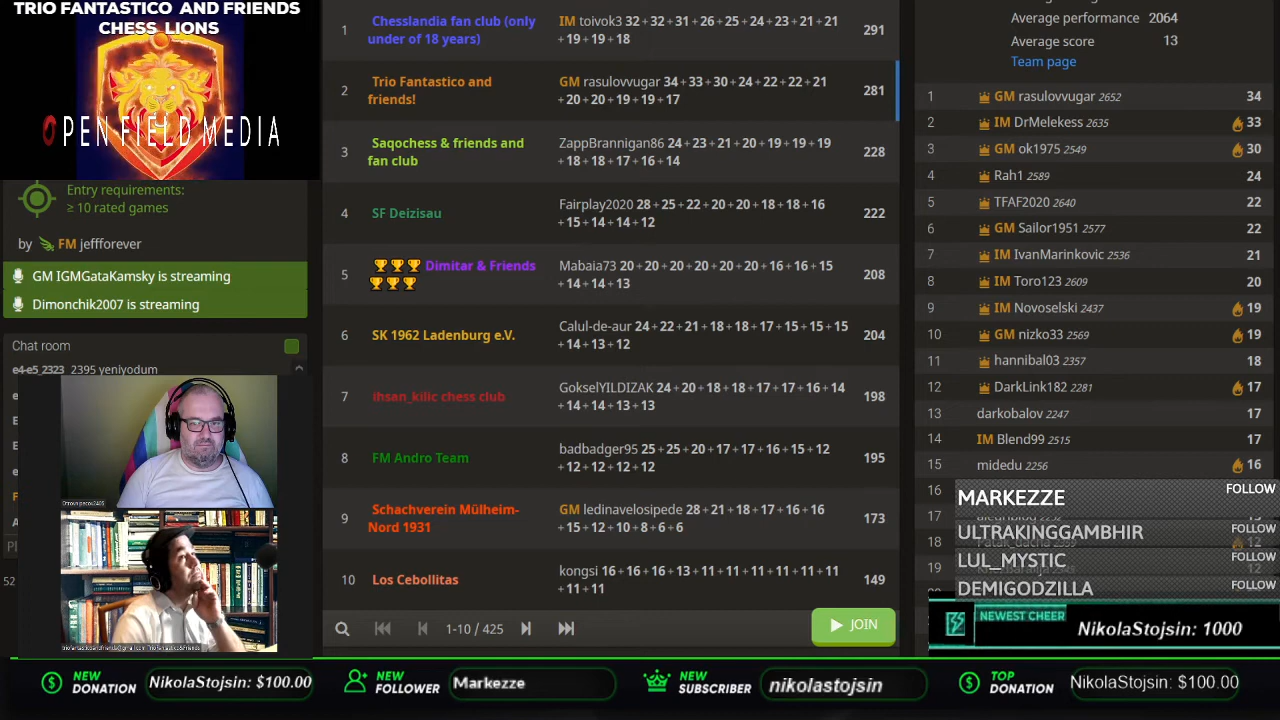 TRIO FANTASTICO AND FRIENDS
CHESS LIONS
OPEN FIELD MEDIA
Entry requirements:
≥ 10 rated games
by FM jeffforever
GM IGMGataKamsky is streaming
Dimonchik2007 is streaming
Chat room
e4-e5_2323 2395 yeniyodum
52
1 Chesslandia fan club (only under of 18 years) IM toivok3 32+32+31+26+25+24+23+21+21 291
+19+19+18
2 Trio Fantastico and friends! GM rasulovvugar 34+33+30+24+22+22+21 281
+20+20+19+19+17
3 Saqochess & friends and fan club ZappBrannigan86 24+23+21+20+19+19+19 228
+18+18+17+16+14
4 SF Deizisau Fairplay2020 28+25+22+20+20+18+18+16 222
+15+14+14+12
5 🏆🏆🏆 Dimitar & Friends 🏆🏆🏆 Mabaia73 20+20+20+20+20+20+16+16+15 208
+14+14+13
6 SK 1962 Ladenburg e.V. Calul-de-aur 24+22+21+18+18+17+15+15+15 204
+14+13+12
7 ihsan_kilic chess club GokselYILDIZAK 24+20+18+18+17+17+16+14 198
+14+14+13+13
8 FM Andro Team badbadger95 25+25+20+17+17+16+15+12 195
+12+12+12+12
9 Schachverein Mülheim-Nord 1931 GM ledinavelosipede 28+21+18+17+16+16 173
+15+12+10+8+6+6
10 Los Cebollitas kongsi 16+16+16+13+11+11+11+11+11+11 149
+11+11
1-10 / 425
JOIN
Average performance 2064
Average score 13
Team page
1 GM rasulovvugar 2652 34
2 IM DrMelekess 2635 33
3 GM ok1975 2549 30
4 Rah1 2589 24
5 TFAF2020 2640 22
6 GM Sailor1951 2577 22
7 IM IvanMarinkovic 2536 21
8 IM Toro123 2609 20
9 IM Novoselski 2437 19
10 GM nizko33 2569 19
11 hannibal03 2357 18
12 DarkLink182 2281 17
13 darkobalov 2247 17
14 IM Blend99 2515 17
15 midedu 2256 16
16
17
18
19
MARKEZZE FOLLOW
ULTRAKINGGAMBHIR FOLLOW
LUL_MYSTIC FOLLOW
DEMIGODZILLA FOLLOW
NEWEST CHEER
NikolaStojsin: 1000
NEW DONATION NikolaStojsin: $100.00
NEW FOLLOWER Markezze
NEW SUBSCRIBER nikolastojsin
TOP DONATION NikolaStojsin: $100.00